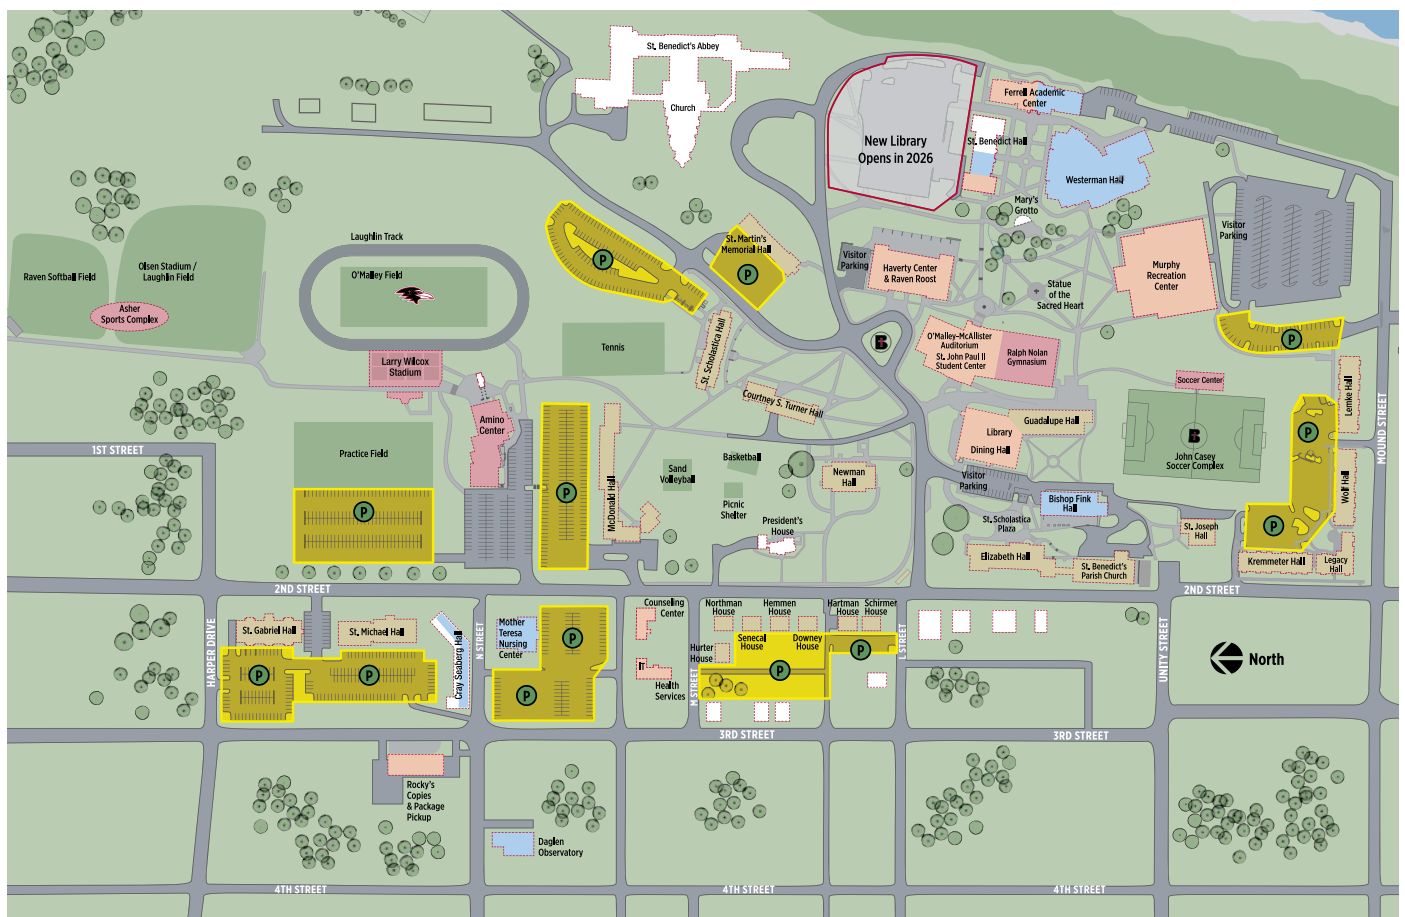 St. Benedict's Abbey
Church
New Library
Opens in 2026
Ferrell Academic
Center
St. Benedict Hall
Westerman Hall
Mary's
Grotto
Visitor
Parking
Laughlin Track
O'Malley Field
Olsen Stadium /
Laughlin Field
Raven Softball Field
Asher
Sports Complex
P
St. Martin's
Memorial Hall
P
Visitor
Parking
Haverty Center
& Raven Roost
Statue
of the
Sacred Heart
Murphy
Recreation
Center
P
Larry Wilcox
Stadium
Tennis
St. Scholastica Hall
B
O'Malley-McAllister
Auditorium
St. John Paul II
Student Center
Ralph Nolan
Gymnasium
Soccer Center
Lemke Hall
MOUND STREET
Courtney S. Turner Hall
Amino
Center
Library
Dining Hall
Guadalupe Hall
B
John Casey
Soccer Complex
P
1ST STREET
Practice Field
P
P
McDonald Hall
Sand
Volleyball
Basketball
Picnic
Shelter
Newman
Hall
President's
House
Visitor
Parking
Bishop Fink
Hall
St. Scholastica
Plaza
Elizabeth Hall
St. Benedict's
Parish Church
St. Joseph
Hall
P
Wolf Hall
Kremmeter Hall
Legacy
Hall
2ND STREET
2ND STREET
HARPER DRIVE
St. Gabriel Hall
St. Michael Hall
P
P
Cray Seaberg Hall
N STREET
Mother
Teresa
Nursing
Center
P
P
Counseling
Center
IT
Health
Services
M STREET
Northman
House
Hemmen
House
Hartman
House
Schirmer
House
Hurter
House
Senecal
House
Downey
House
P
P
L STREET
UNITY STREET
North
3RD STREET
3RD STREET
Rocky's
Copies
& Package
Pickup
Daglen
Observatory
4TH STREET
4TH STREET
4TH STREET